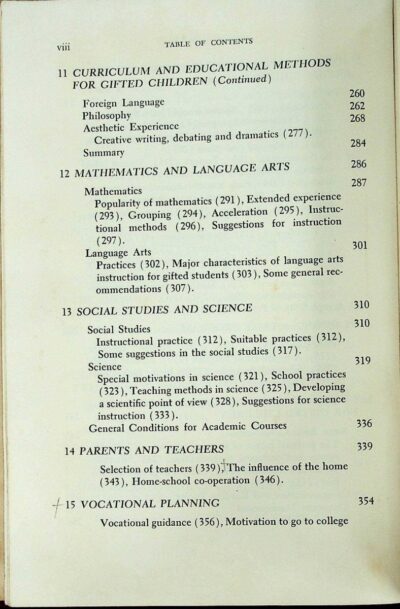 viii TABLE OF CONTENTS
11 CURRICULUM AND EDUCATIONAL METHODS
FOR GIFTED CHILDREN (Continued)
Foreign Language 260
Philosophy 262
Aesthetic Experience 268
Creative writing, debating and dramatics (277).
Summary 284
12 MATHEMATICS AND LANGUAGE ARTS 286
Mathematics 287
Popularity of mathematics (291), Extended experience
(293), Grouping (294), Acceleration (295), Instruc-
tional methods (296), Suggestions for instruction
(297).
Language Arts 301
Practices (302), Major characteristics of language arts
instruction for gifted students (303), Some general rec-
ommendations (307).
13 SOCIAL STUDIES AND SCIENCE 310
Social Studies 310
Instructional practice (312), Suitable practices (312),
Some suggestions in the social studies (317).
Science 319
Special motivations in science (321), School practices
(323), Teaching methods in science (325), Developing
a scientific point of view (328), Suggestions for science
instruction (333).
General Conditions for Academic Courses 336
14 PARENTS AND TEACHERS 339
Selection of teachers (339), The influence of the home
(343), Home-school co-operation (346).
15 VOCATIONAL PLANNING 354
Vocational guidance (356), Motivation to go to college